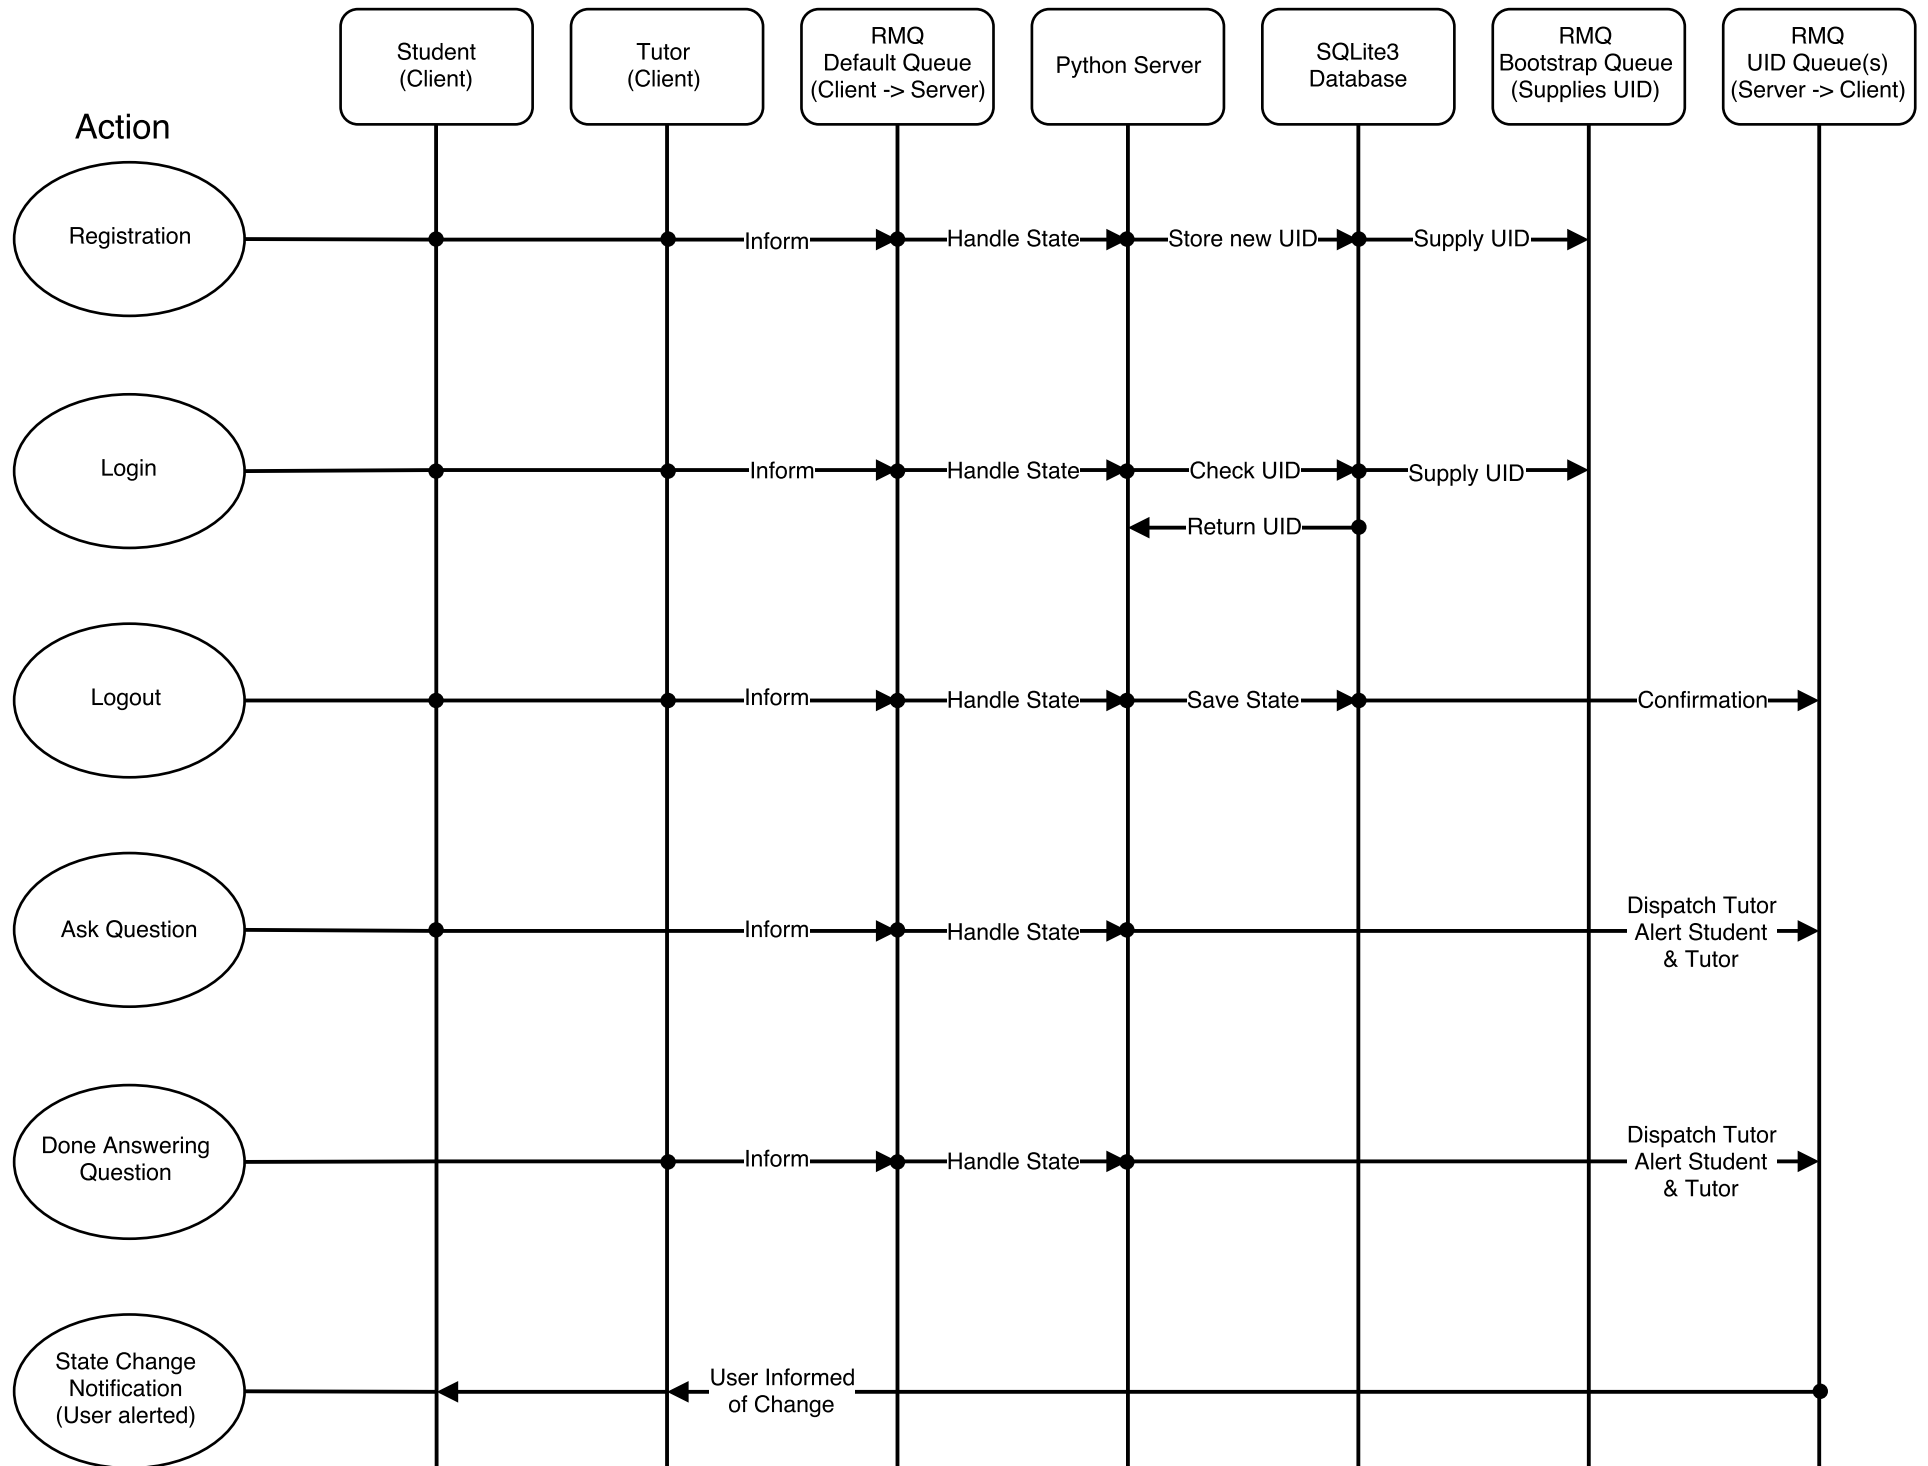 Student
(Client)
Tutor
(Client)
RMQ
Default Queue
(Client -> Server)
Python Server
SQLite3
Database
RMQ
Bootstrap Queue
(Supplies UID)
RMQ
UID Queue(s)
(Server -> Client)
Action
Registration
Inform
Handle State
Store new UID
Supply UID
Login
Inform
Handle State
Check UID
Supply UID
Return UID
Logout
Inform
Handle State
Save State
Confirmation
Ask Question
Inform
Handle State
Dispatch Tutor
Alert Student
& Tutor
Done Answering
Question
Inform
Handle State
Dispatch Tutor
Alert Student
& Tutor
State Change
Notification
(User alerted)
User Informed
of Change